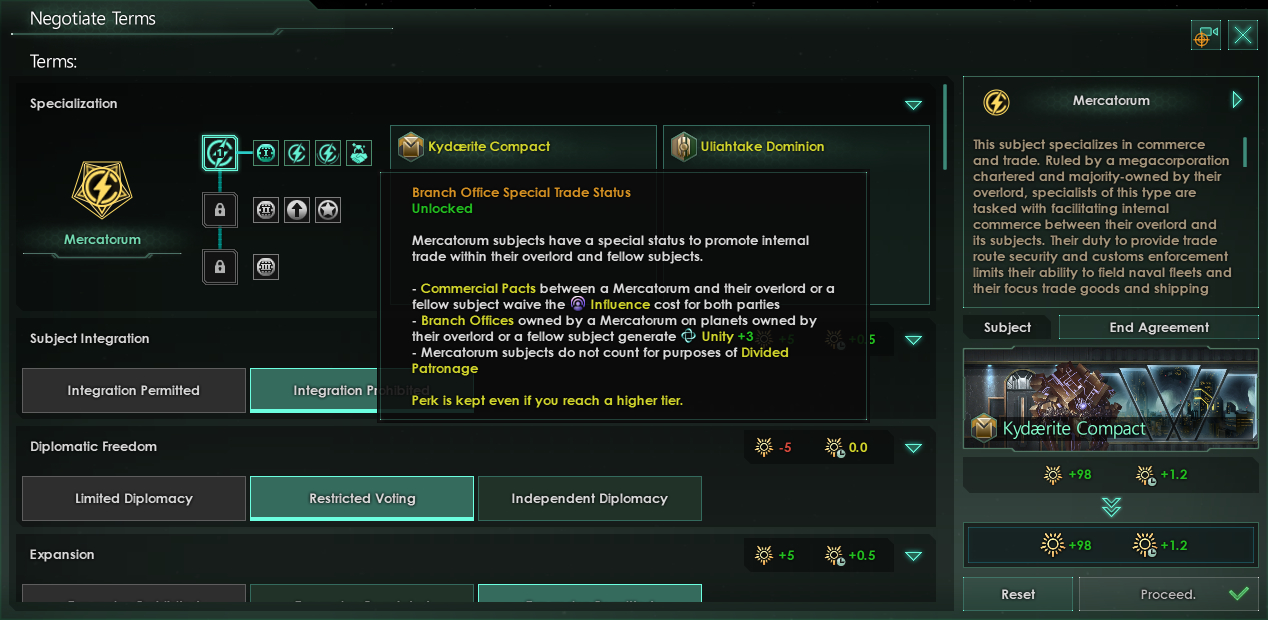 Negotiate Terms
Terms:
Specialization
Mercatorum
Kydærite Compact
Uliahtake Dominion
Branch Office Special Trade Status
Unlocked
Mercatorum subjects have a special status to promote internal
trade within their overlord and fellow subjects.
- Commercial Pacts between a Mercatorum and their overlord or a
fellow subject waive the Influence cost for both parties
- Branch Offices owned by a Mercatorum on planets owned by
their overlord or a fellow subject generate Unity +3
- Mercatorum subjects do not count for purposes of Divided
Patronage
Perk is kept even if you reach a higher tier.
Subject Integration
+5 +0.5
Integration Permitted
Integration Prohibited
Diplomatic Freedom
-5 0.0
Limited Diplomacy
Restricted Voting
Independent Diplomacy
Expansion
+5 +0.5
Mercatorum
This subject specializes in commerce
and trade. Ruled by a megacorporation
chartered and majority-owned by their
overlord, specialists of this type are
tasked with facilitating internal
commerce between their overlord and
its subjects. Their duty to provide trade
route security and customs enforcement
limits their ability to field naval fleets and
their focus trade goods and shipping
Subject
End Agreement
Kydærite Compact
+98 +1.2
+98 +1.2
Reset
Proceed.